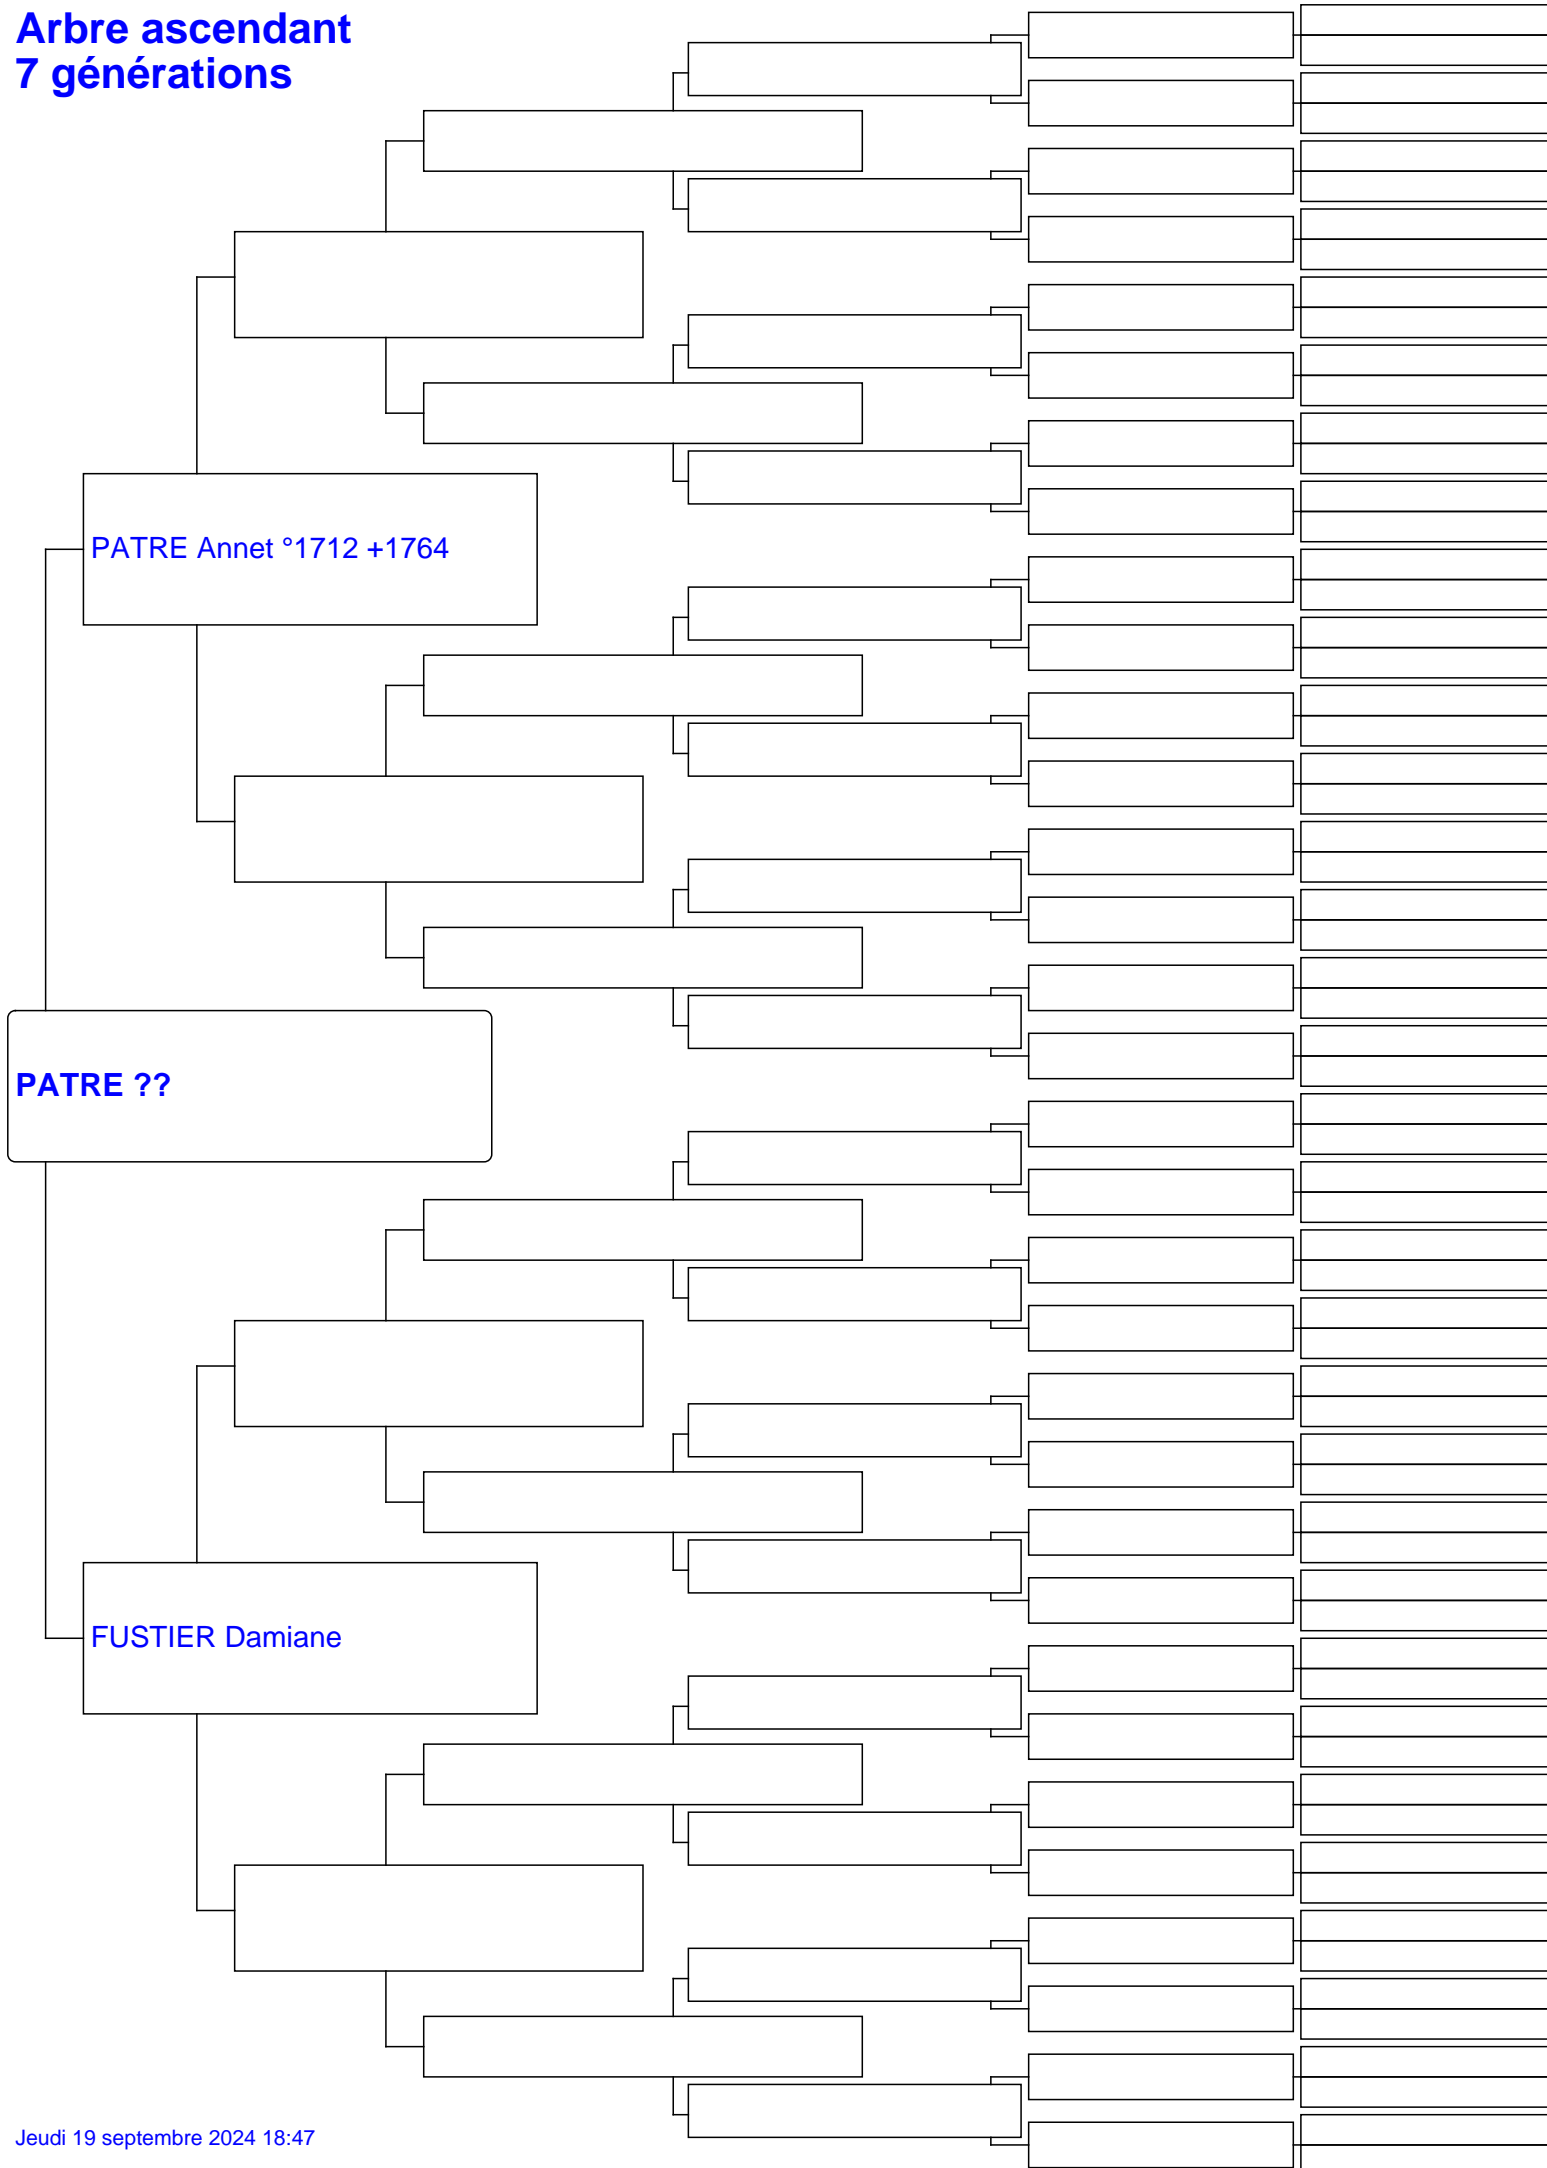 Arbre ascendant
7 générations
PATRE Annet °1712 +1764
PATRE ??
FUSTIER Damiane
Jeudi 19 septembre 2024 18:47